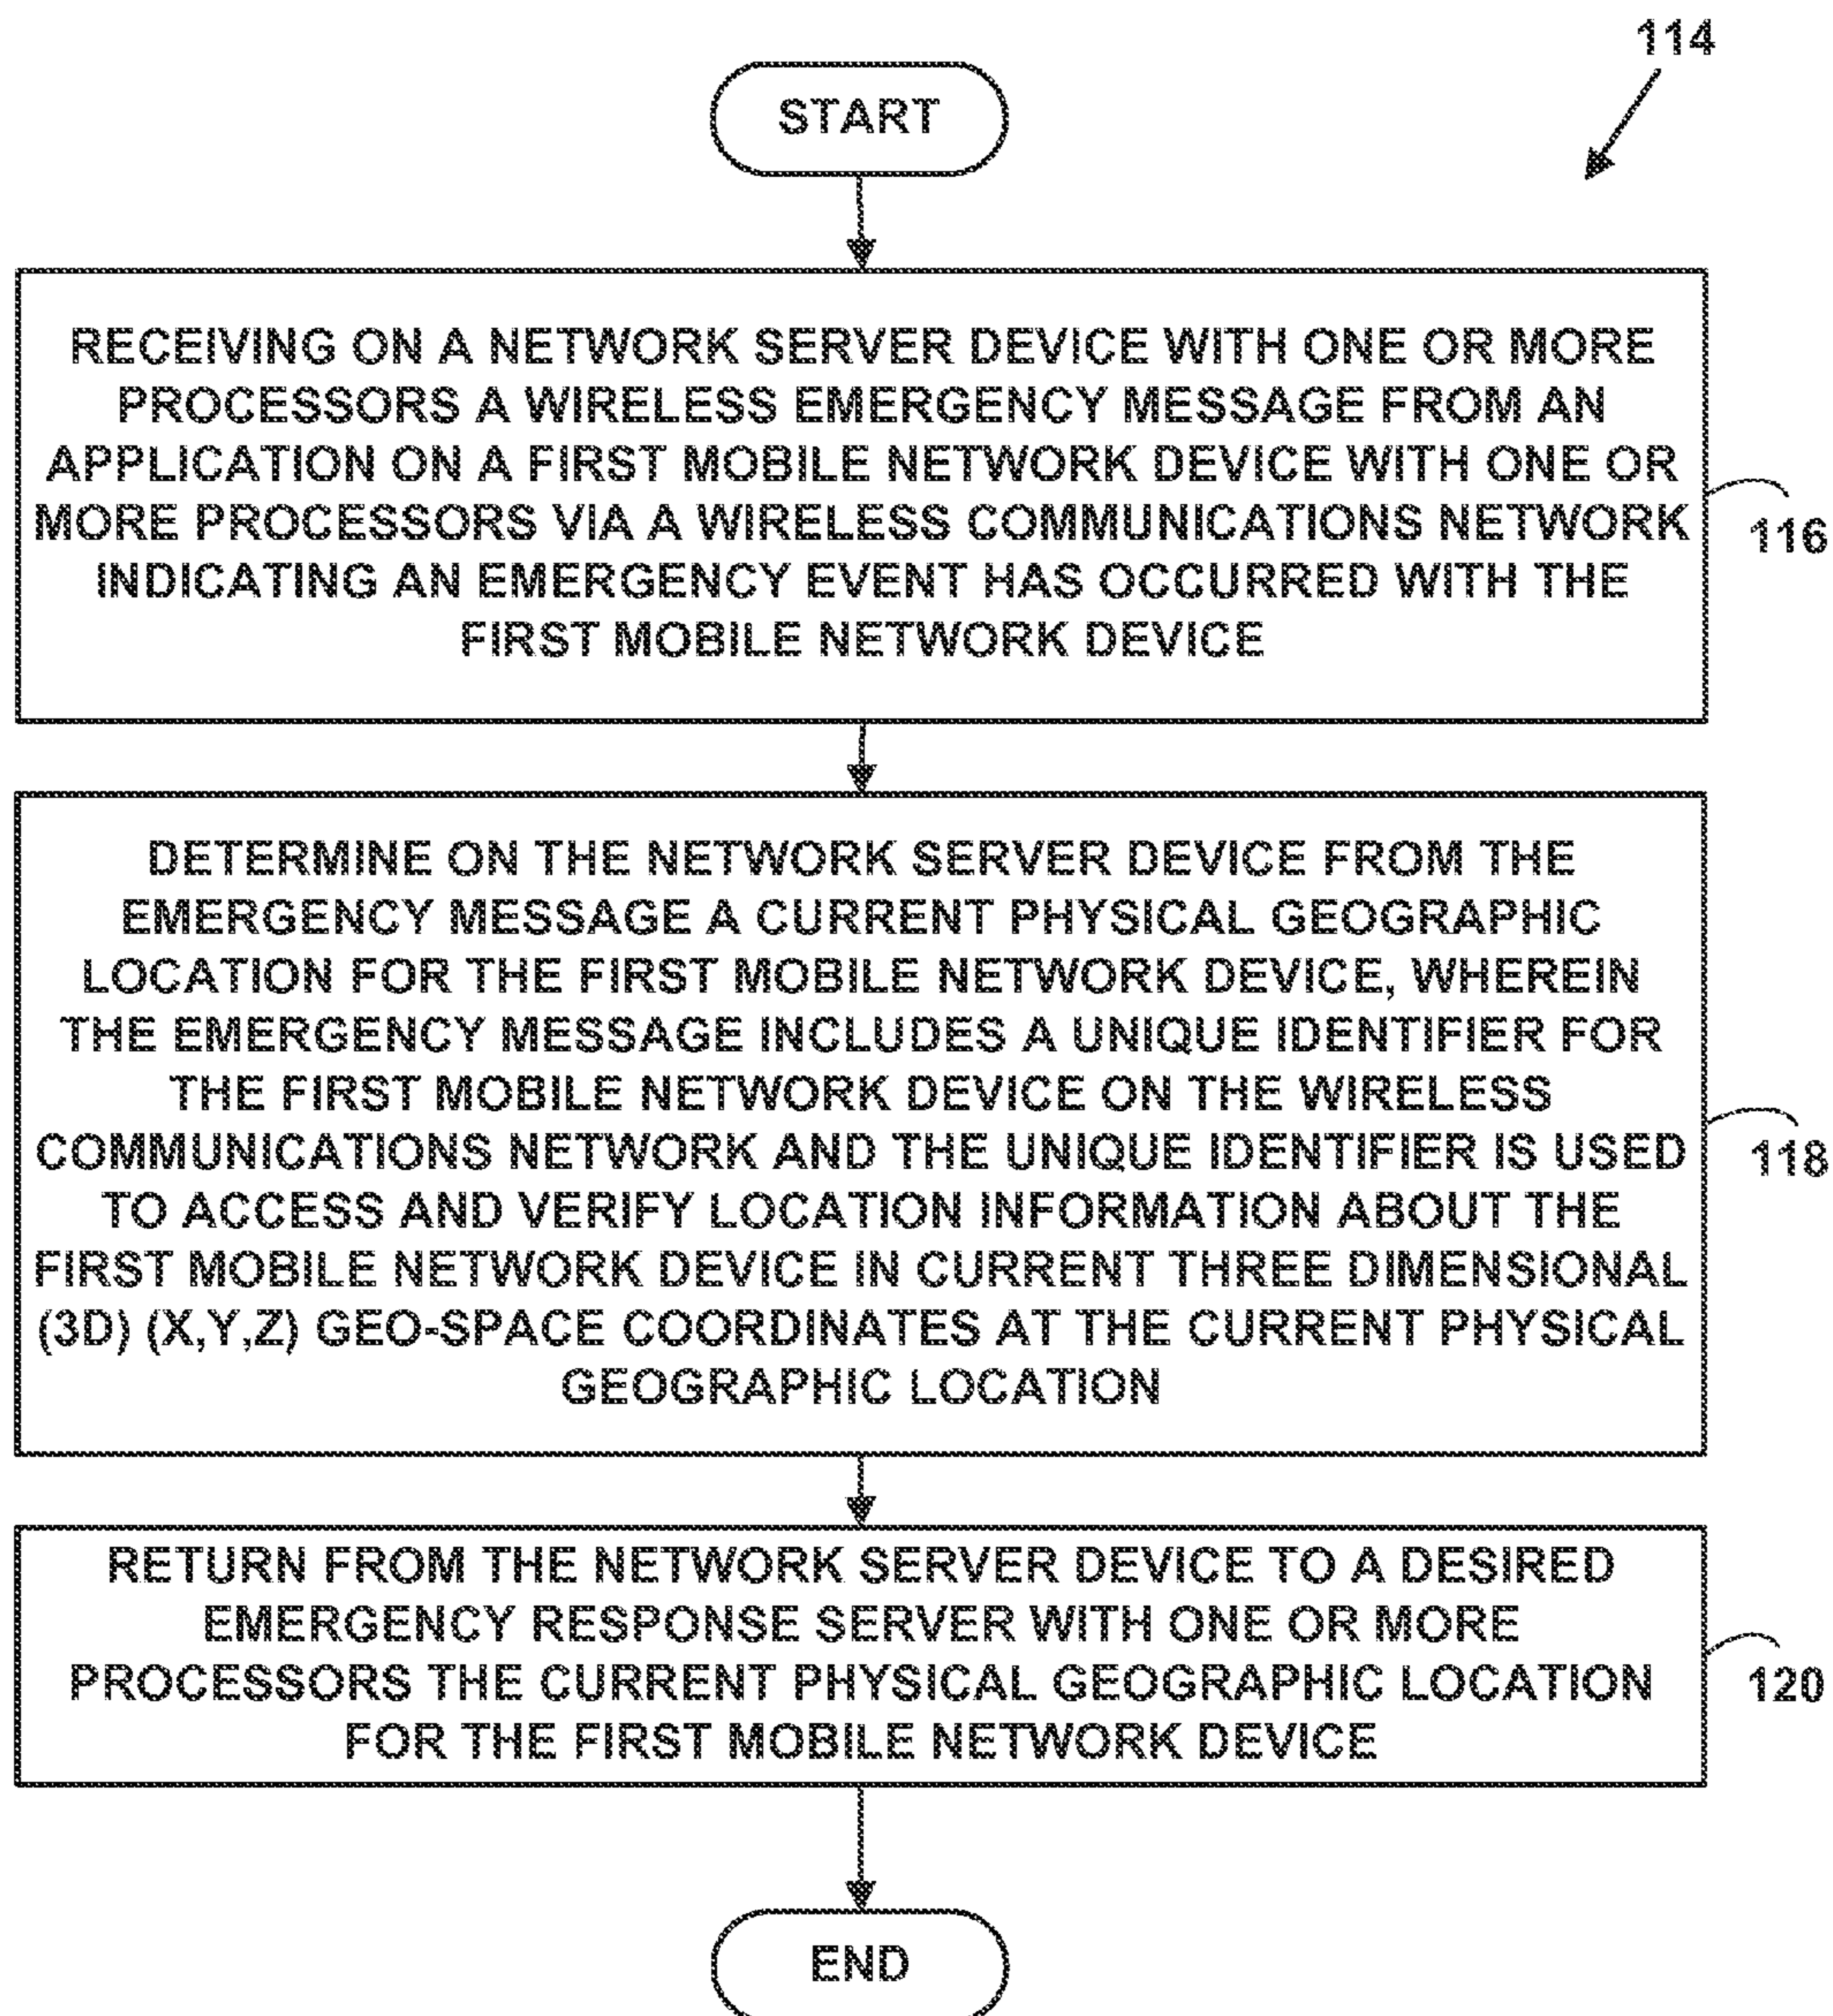 114
START
RECEIVING ON A NETWORK SERVER DEVICE WITH ONE OR MORE
PROCESSORS A WIRELESS EMERGENCY MESSAGE FROM AN
APPLICATION ON A FIRST MOBILE NETWORK DEVICE WITH ONE OR
MORE PROCESSORS VIA A WIRELESS COMMUNICATIONS NETWORK
INDICATING AN EMERGENCY EVENT HAS OCCURRED WITH THE
FIRST MOBILE NETWORK DEVICE
116
DETERMINE ON THE NETWORK SERVER DEVICE FROM THE
EMERGENCY MESSAGE A CURRENT PHYSICAL GEOGRAPHIC
LOCATION FOR THE FIRST MOBILE NETWORK DEVICE, WHEREIN
THE EMERGENCY MESSAGE INCLUDES A UNIQUE IDENTIFIER FOR
THE FIRST MOBILE NETWORK DEVICE ON THE WIRELESS
COMMUNICATIONS NETWORK AND THE UNIQUE IDENTIFIER IS USED
TO ACCESS AND VERIFY LOCATION INFORMATION ABOUT THE
FIRST MOBILE NETWORK DEVICE IN CURRENT THREE DIMENSIONAL
(3D) (X,Y,Z) GEO-SPACE COORDINATES AT THE CURRENT PHYSICAL
GEOGRAPHIC LOCATION
118
RETURN FROM THE NETWORK SERVER DEVICE TO A DESIRED
EMERGENCY RESPONSE SERVER WITH ONE OR MORE
PROCESSORS THE CURRENT PHYSICAL GEOGRAPHIC LOCATION
FOR THE FIRST MOBILE NETWORK DEVICE
120
END